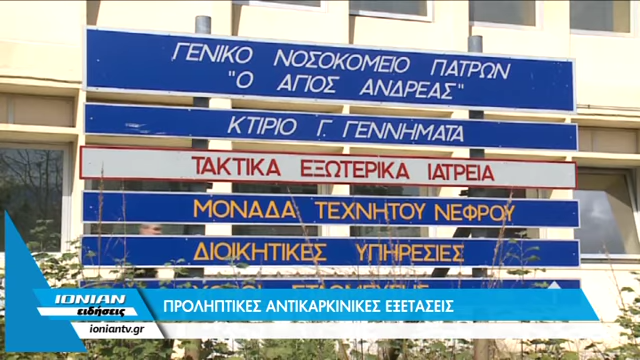 ΓΕΝΙΚΟ ΝΟΣΟΚΟΜΕΙΟ ΠΑΤΡΩΝ
"Ο ΑΓΙΟΣ ΑΝΔΡΕΑΣ"
ΚΤΙΡΙΟ Γ. ΓΕΝΝΗΜΑΤΑ
ΤΑΚΤΙΚΑ ΕΞΩΤΕΡΙΚΑ ΙΑΤΡΕΙΑ
ΜΟΝΑΔΑ ΤΕΧΝΗΤΟΥ ΝΕΦΡΟΥ
ΔΙΟΙΚΗΤΙΚΕΣ ΥΠΗΡΕΣΙΕΣ
IONIAN
ειδήσεις
ioniantv.gr
ΠΡΟΛΗΠΤΙΚΕΣ ΑΝΤΙΚΑΡΚΙΝΙΚΕΣ ΕΞΕΤΑΣΕΙΣ